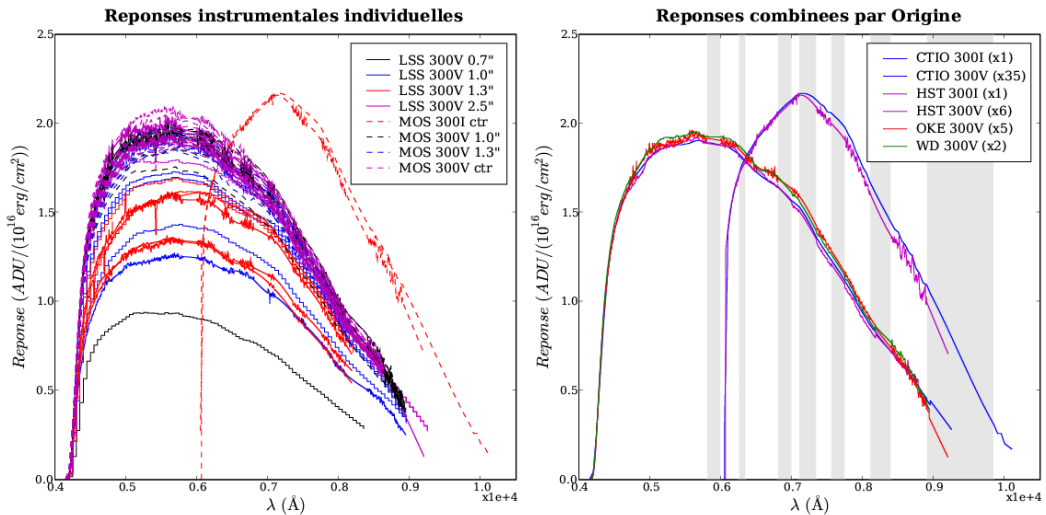 Reponses instrumentales individuelles
2.5
2.0
1.5
1.0
0.5
0.0
Reponse (ADU/(10^16 erg/cm^2))
LSS 300V 0.7"
LSS 300V 1.0"
LSS 300V 1.3"
LSS 300V 2.5"
MOS 300I ctr
MOS 300V 1.0"
MOS 300V 1.3"
MOS 300V ctr
0.4 0.5 0.6 0.7 0.8 0.9 1.0
x1e+4
λ (Å)
Reponses combinees par Origine
2.5
2.0
1.5
1.0
0.5
0.0
Reponse (ADU/(10^16 erg/cm^2))
CTIO 300I (x1)
CTIO 300V (x35)
HST 300I (x1)
HST 300V (x6)
OKE 300V (x5)
WD 300V (x2)
0.4 0.5 0.6 0.7 0.8 0.9 1.0
x1e+4
λ (Å)